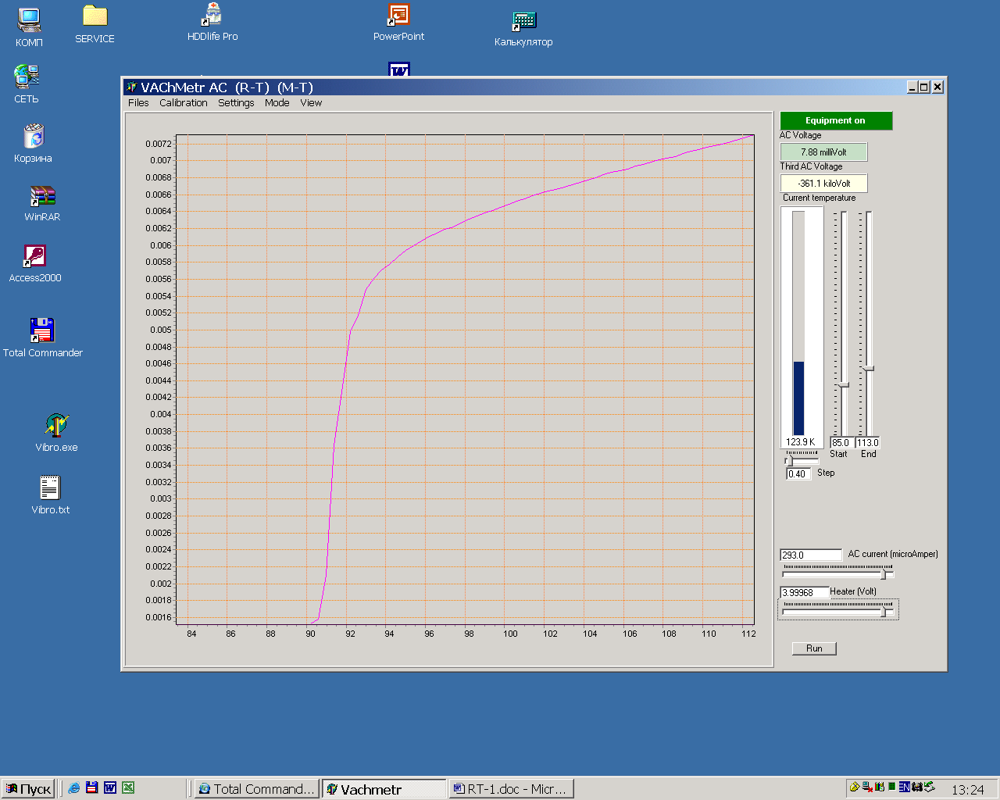 КОМП
SERVICE
HDDlife Pro
PowerPoint
Калькулятор
СЕТЬ
Корзина
WinRAR
Access2000
Total Commander
Vibro.exe
Vibro.txt
W
VAChMetr AC (R-T) (M-T)
Files Calibration Settings Mode View
0.0072
0.007
0.0068
0.0066
0.0064
0.0062
0.006
0.0058
0.0056
0.0054
0.0052
0.005
0.0048
0.0046
0.0044
0.0042
0.004
0.0038
0.0036
0.0034
0.0032
0.003
0.0028
0.0026
0.0024
0.0022
0.002
0.0018
0.0016
84 86 88 90 92 94 96 98 100 102 104 106 108 110 112
Equipment on
AC Voltage
7.88 milliVolt
Third AC Voltage
-361.1 kiloVolt
Current temperature
123.9 K
85.0 113.0
Start End
0.40 Step
293.0 AC current (microAmper)
3.99968 Heater (Volt)
Run
Пуск
Total Command...
Vachmetr
RT-1.doc - Micr...
EN
13:24